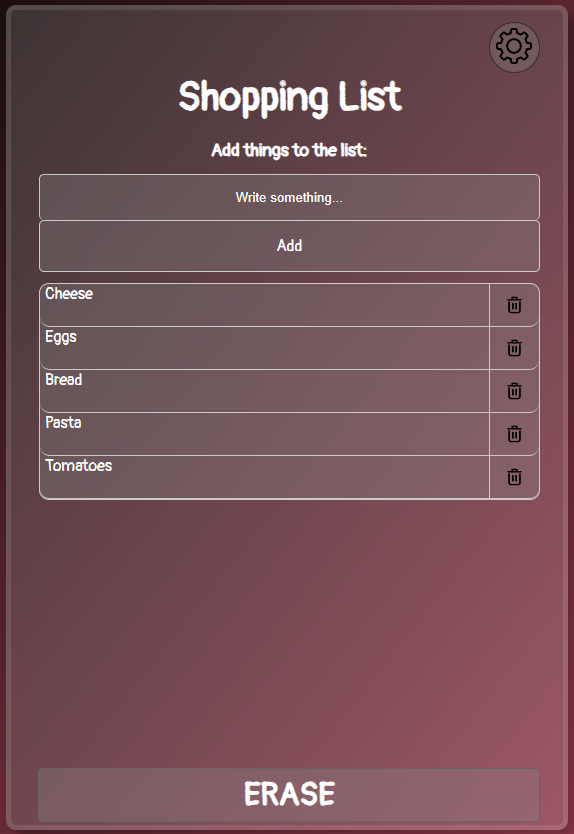 Shopping List
Add things to the list:
Write something...
Add
Cheese
Eggs
Bread
Pasta
Tomatoes
ERASE